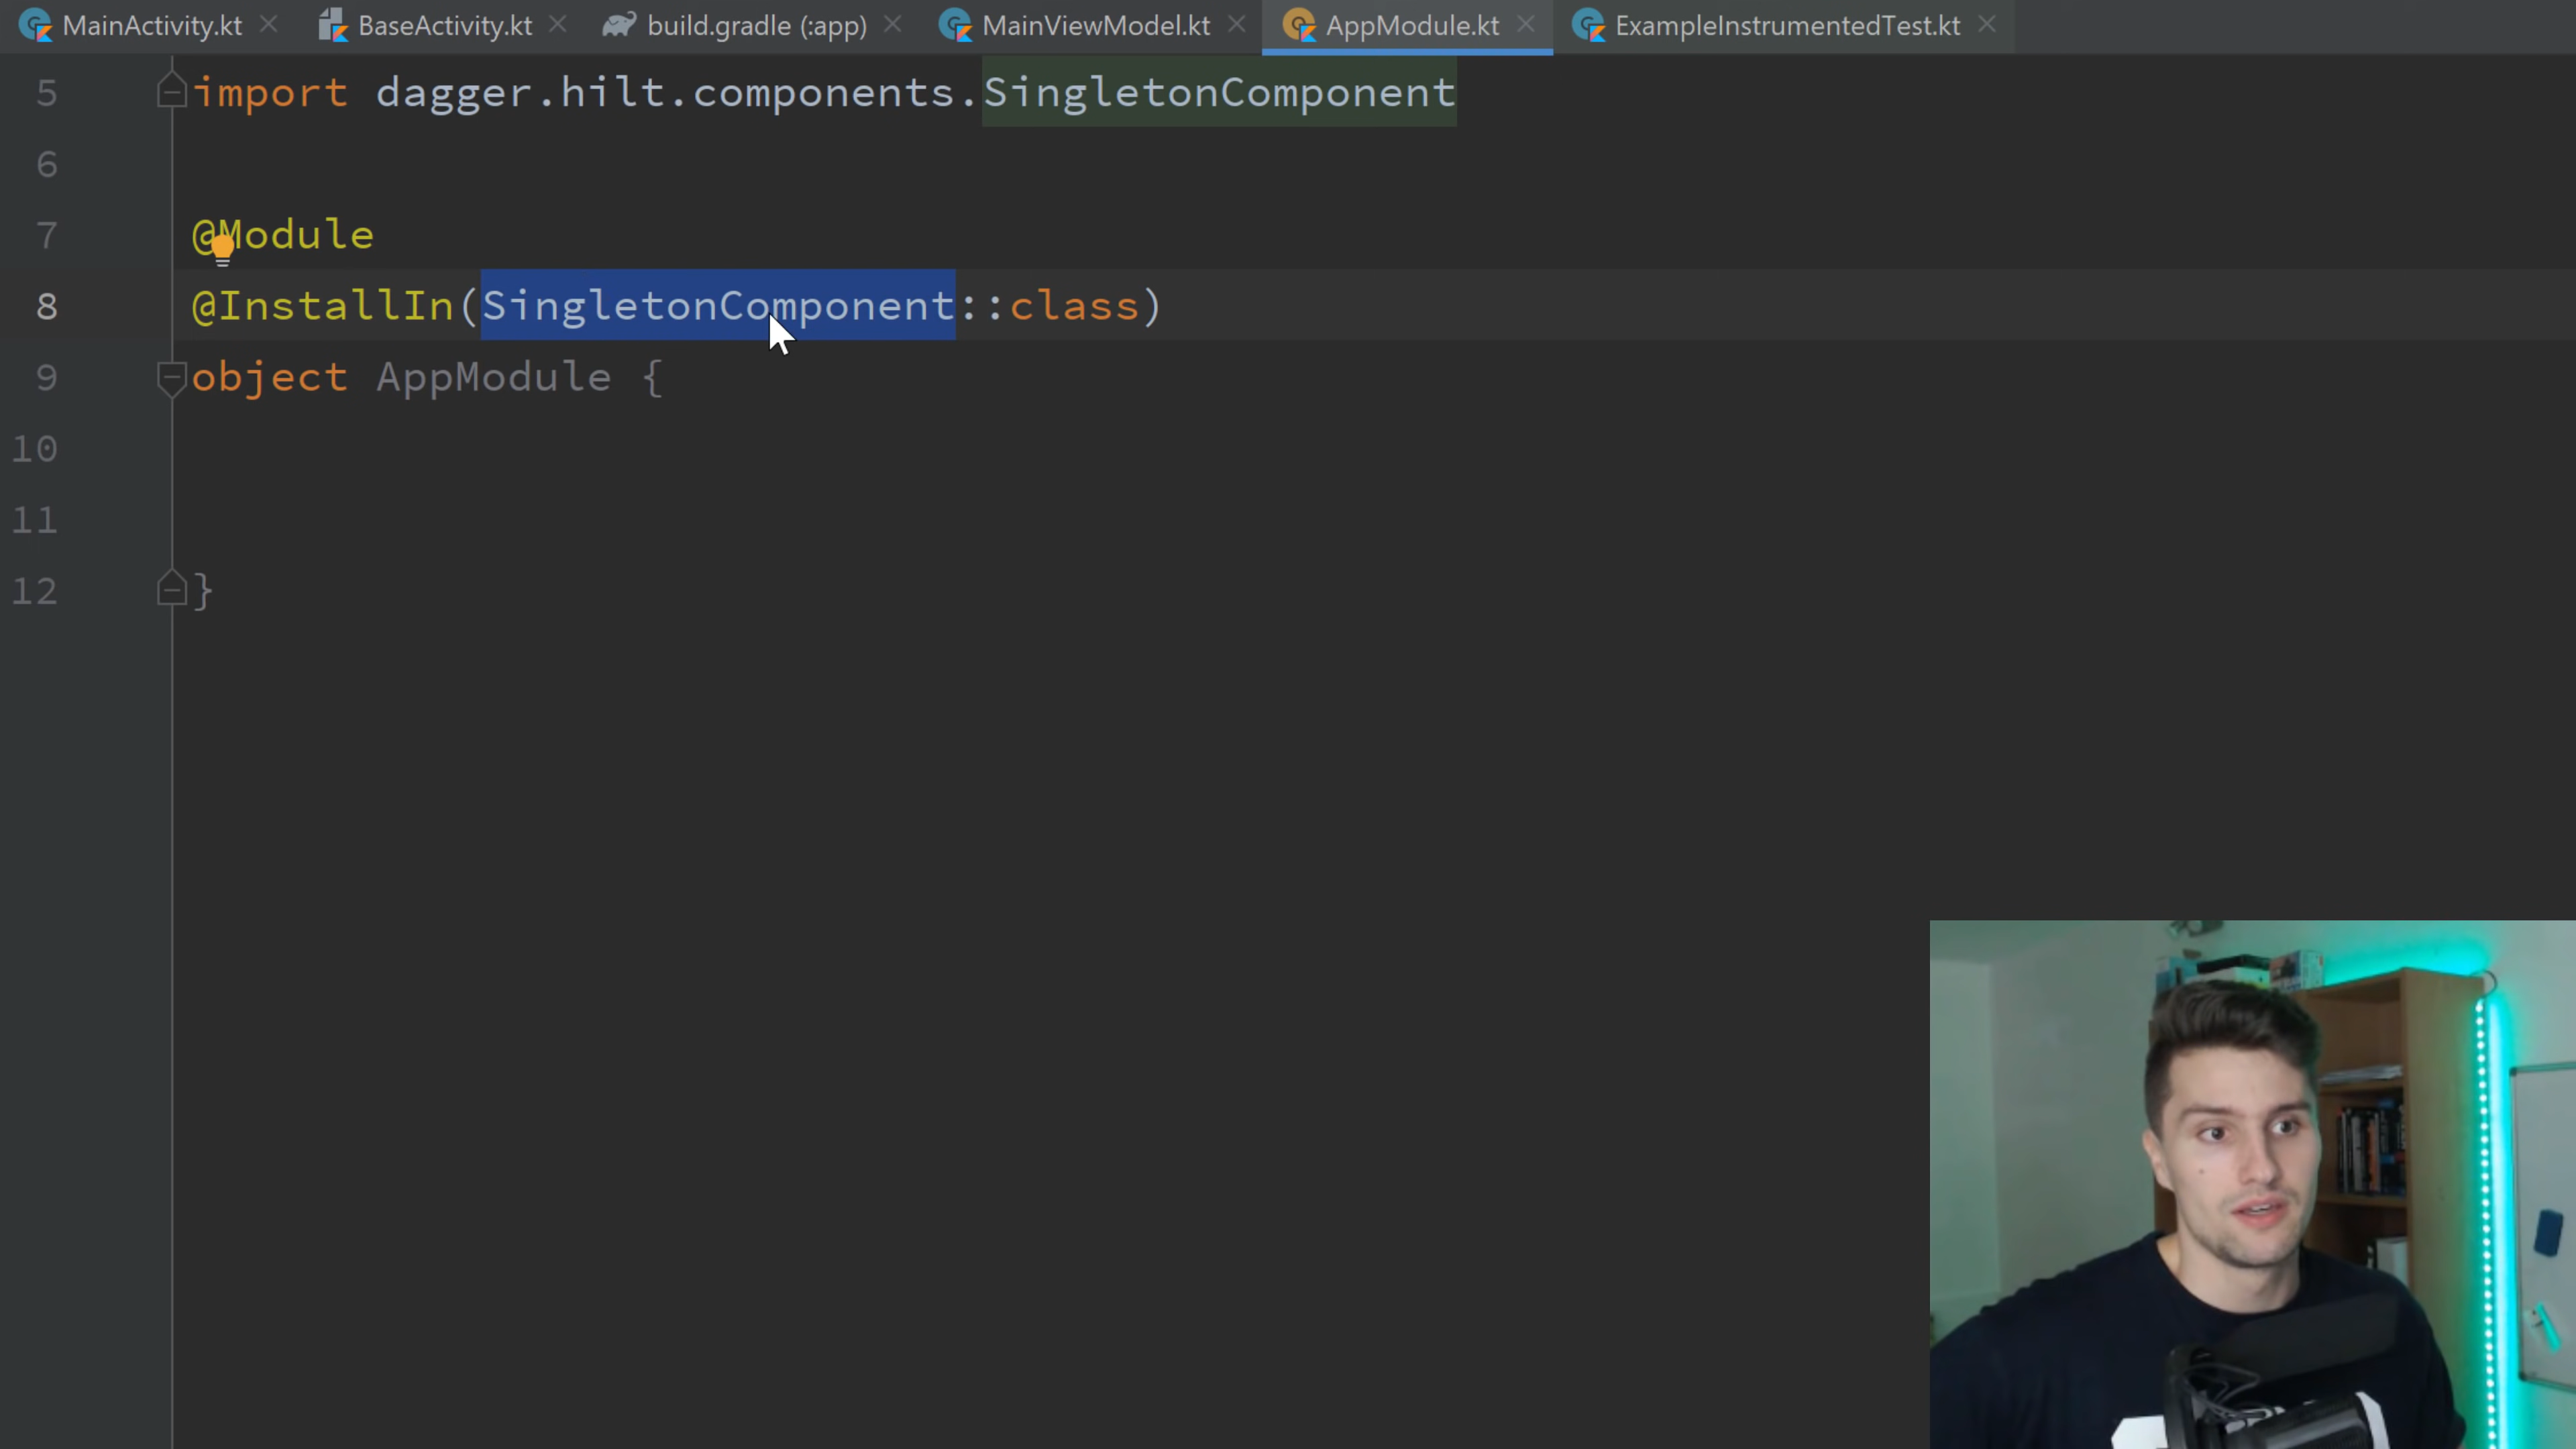 MainActivity.kt BaseActivity.kt build.gradle (:app) MainViewModel.kt AppModule.kt ExampleInstrumentedTest.kt
5 import dagger.hilt.components.SingletonComponent
6
7 @Module
8 @InstallIn(SingletonComponent::class)
9 object AppModule {
10
11
12 }